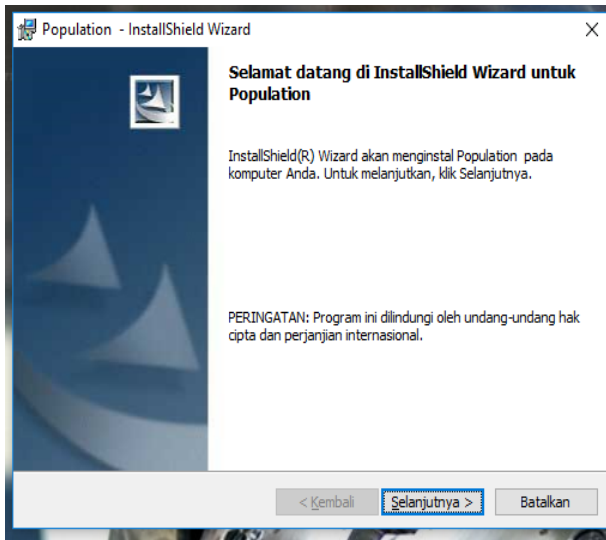 Population - InstallShield Wizard
Selamat datang di InstallShield Wizard untuk
Population
InstallShield(R) Wizard akan menginstal Population pada
komputer Anda. Untuk melanjutkan, klik Selanjutnya.
PERINGATAN: Program ini dilindungi oleh undang-undang hak
cipta dan perjanjian internasional.
< Kembali Selanjutnya > Batalkan